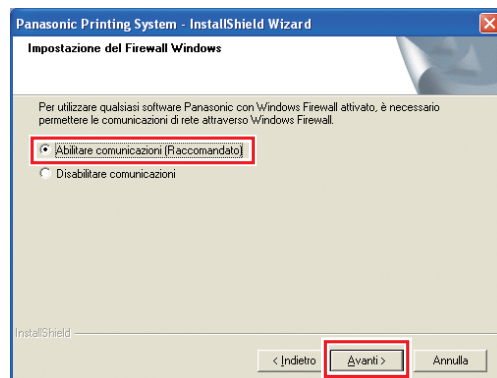 Panasonic Printing System - InstallShield Wizard
Impostazione del Firewall Windows
Per utilizzare qualsiasi software Panasonic con Windows Firewall attivato, è necessario
permettere le comunicazioni di rete attraverso Windows Firewall.
Abilitare comunicazioni (Raccomandato)
Disabilitare comunicazioni
InstallShield
< Indietro
Avanti >
Annulla